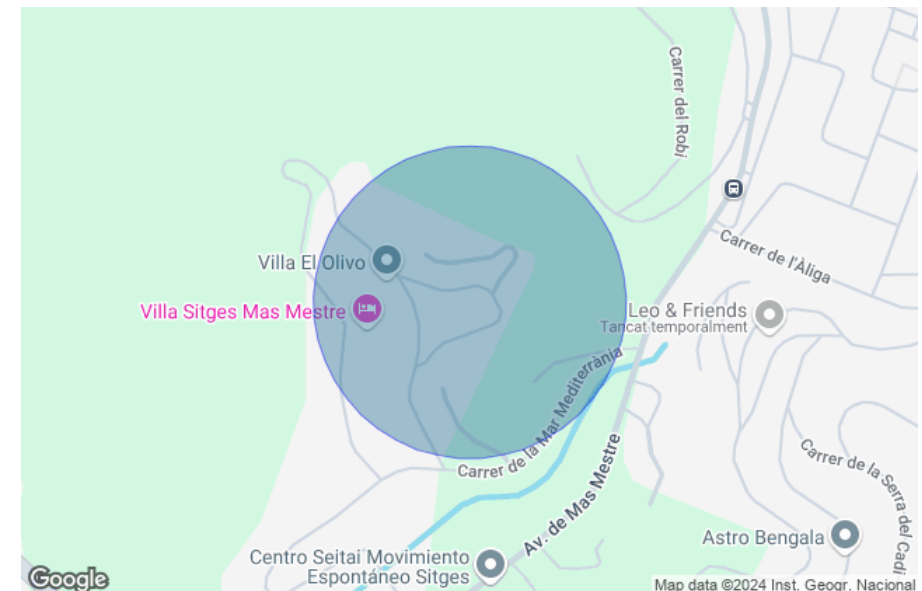 Carrer del Robi
Carrer de l'Àliga
Villa El Olivo
Villa Sitges Mas Mestre
Leo & Friends
Tancat temporalment
Carrer de la Mar Mediterrània
Av. de Mas Mestre
Carrer de la Serra del Cadí
Astro Bengala
Centro Seitai Movimiento
Espontáneo Sitges
Google
Map data ©2024 Inst. Geogr. Nacional